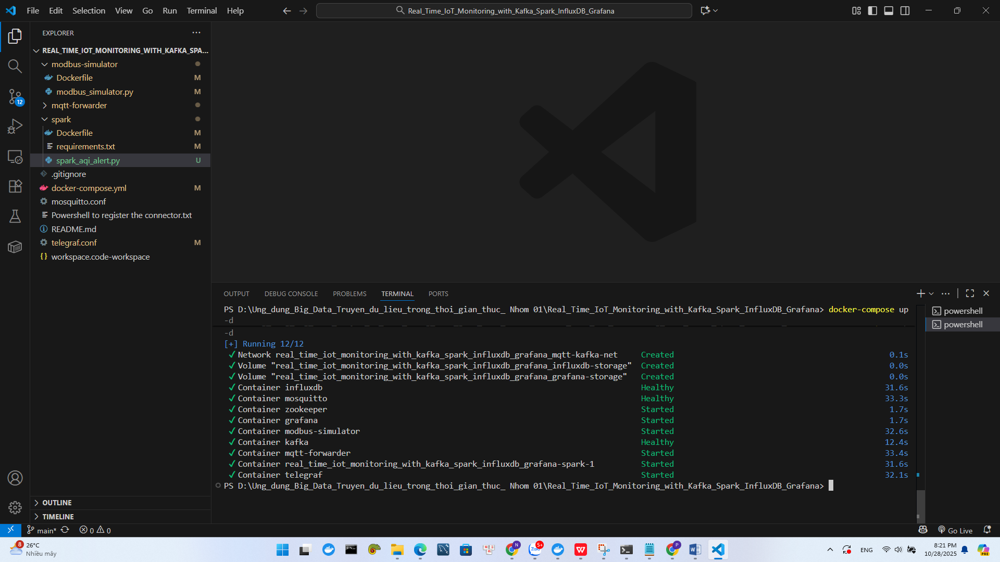 File Edit Selection View Go Run Terminal Help
Real_Time_IoT_Monitoring_with_Kafka_Spark_InfluxDB_Grafana
EXPLORER
REAL_TIME_IOT_MONITORING_WITH_KAFKA_SPA...
modbus-simulator
Dockerfile M
modbus_simulator.py M
mqtt-forwarder
spark
Dockerfile M
requirements.txt M
spark_aqi_alert.py U
.gitignore
docker-compose.yml M
mosquitto.conf
Powershell to register the connector.txt
README.md
telegraf.conf M
workspace.code-workspace
12
OUTLINE
TIMELINE
OUTPUT DEBUG CONSOLE PROBLEMS TERMINAL PORTS
PS D:\Ung_dung_Big_Data_Truyen_du_lieu_trong_thoi_gian_thuc_ Nhom 01\Real_Time_IoT_Monitoring_with_Kafka_Spark_InfluxDB_Grafana> docker-compose up
-d
-d
[+] Running 12/12
✓ Network real_time_iot_monitoring_with_kafka_spark_influxdb_grafana_mqtt-kafka-net Created 0.1s
✓ Volume "real_time_iot_monitoring_with_kafka_spark_influxdb_grafana_influxdb-storage" Created 0.0s
✓ Volume "real_time_iot_monitoring_with_kafka_spark_influxdb_grafana_grafana-storage" Created 0.0s
✓ Container influxdb Healthy 31.6s
✓ Container mosquitto Healthy 33.3s
✓ Container zookeeper Started 1.7s
✓ Container grafana Started 1.7s
✓ Container modbus-simulator Started 32.6s
✓ Container kafka Healthy 12.4s
✓ Container mqtt-forwarder Started 33.4s
✓ Container real_time_iot_monitoring_with_kafka_spark_influxdb_grafana-spark-1 Started 31.6s
✓ Container telegraf Started 32.1s
PS D:\Ung_dung_Big_Data_Truyen_du_lieu_trong_thoi_gian_thuc_ Nhom 01\Real_Time_IoT_Monitoring_with_Kafka_Spark_InfluxDB_Grafana>
powershell
powershell
main* 0 0
Go Live
8
26°C
Nhiều mây
N
Zalo
5+
W
P
W
ENG
8:21 PM
10/28/2025
PRE